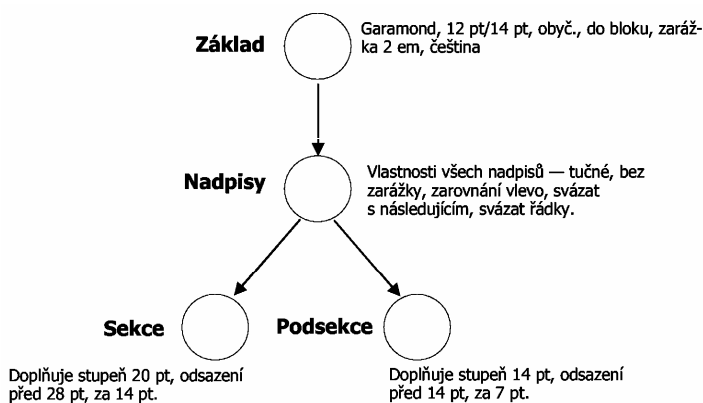 Základ
Garamond, 12 pt/14 pt, obyč., do bloku, zaráž-
ka 2 em, čeština
Nadpisy
Vlastnosti všech nadpisů — tučné, bez
zarážky, zarovnání vlevo, svázat
s následujícím, svázat řádky.
Sekce
Podsekce
Doplňuje stupeň 20 pt, odsazení
před 28 pt, za 14 pt.
Doplňuje stupeň 14 pt, odsazení
před 14 pt, za 7 pt.